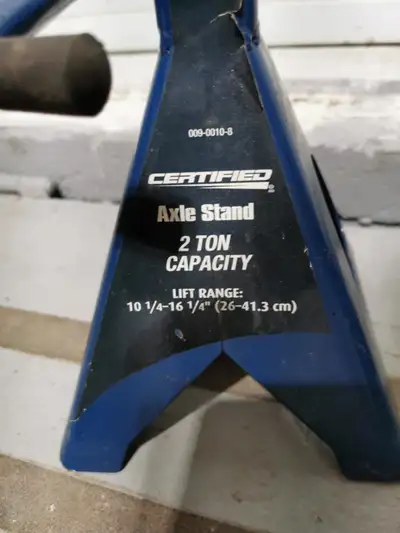 009-0010-8
CERTIFIED
Axle Stand
2 TON
CAPACITY
LIFT RANGE:
10 1/4–16 1/4" (26–41.3 cm)